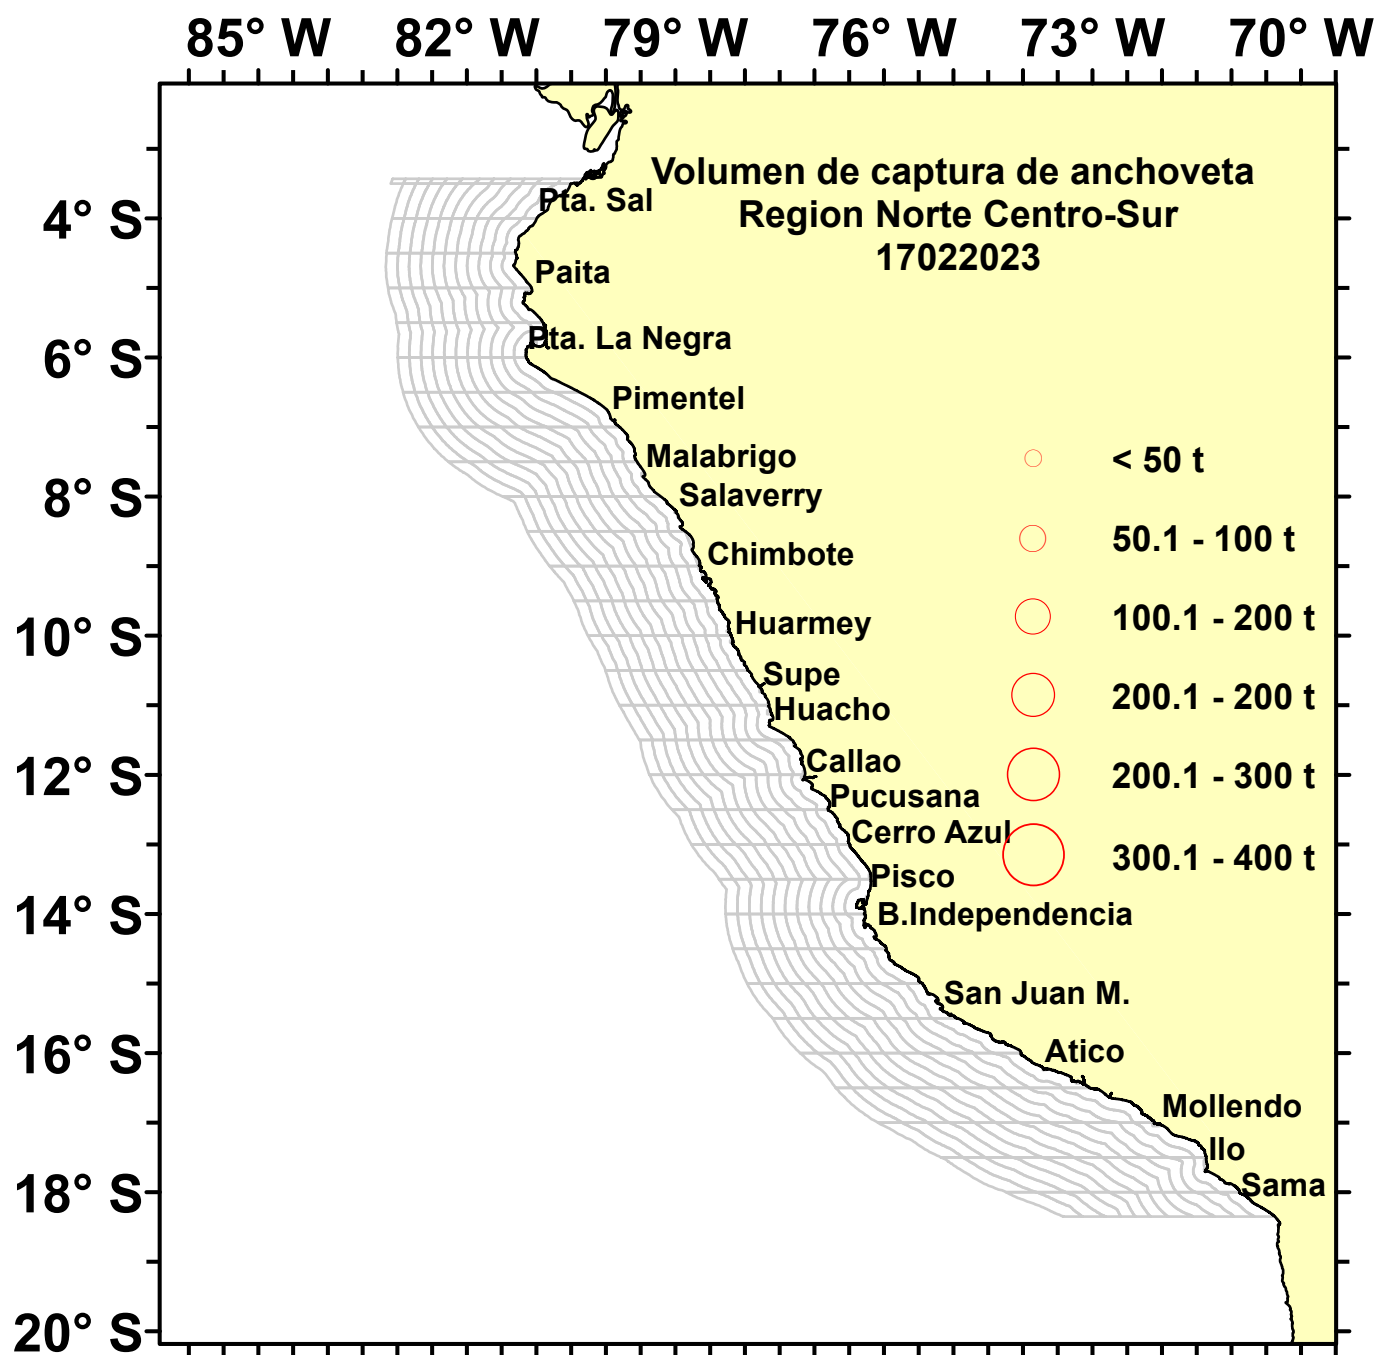 85° W 82° W 79° W 76° W 73° W 70° W
Volumen de captura de anchoveta
Region Norte Centro-Sur
17022023
4° S
6° S
8° S
10° S
12° S
14° S
16° S
18° S
20° S
Pta. Sal
Paita
Pta. La Negra
Pimentel
Malabrigo
Salaverry
Chimbote
Huarmey
Supe
Huacho
Callao
Pucusana
Cerro Azul
Pisco
B.Independencia
San Juan M.
Atico
Mollendo
Ilo
Sama
< 50 t
50.1 - 100 t
100.1 - 200 t
200.1 - 200 t
200.1 - 300 t
300.1 - 400 t